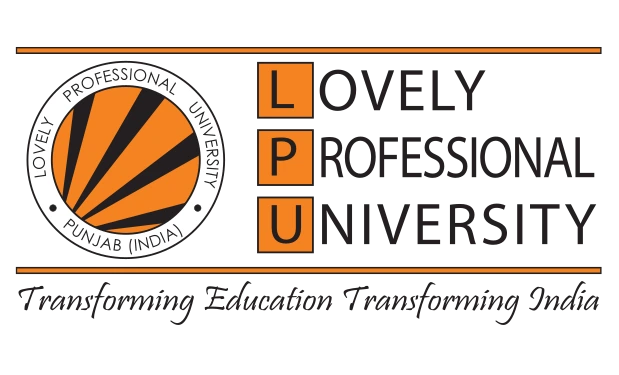 LOVELY PROFESSIONAL UNIVERSITY
• PUNJAB (INDIA) •
LOVELY
PROFESSIONAL
UNIVERSITY
Transforming Education Transforming India